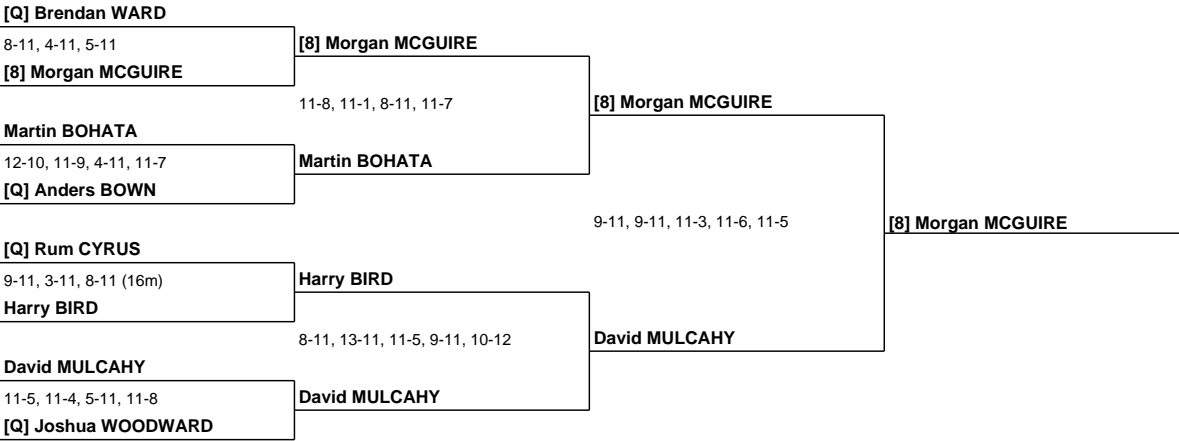 [Q] Brendan WARD
8-11, 4-11, 5-11
[8] Morgan MCGUIRE
[8] Morgan MCGUIRE
11-8, 11-1, 8-11, 11-7
[8] Morgan MCGUIRE
Martin BOHATA
12-10, 11-9, 4-11, 11-7
Martin BOHATA
[Q] Anders BOWN
9-11, 9-11, 11-3, 11-6, 11-5
[8] Morgan MCGUIRE
[Q] Rum CYRUS
9-11, 3-11, 8-11 (16m)
Harry BIRD
Harry BIRD
8-11, 13-11, 11-5, 9-11, 10-12
David MULCAHY
David MULCAHY
11-5, 11-4, 5-11, 11-8
David MULCAHY
[Q] Joshua WOODWARD